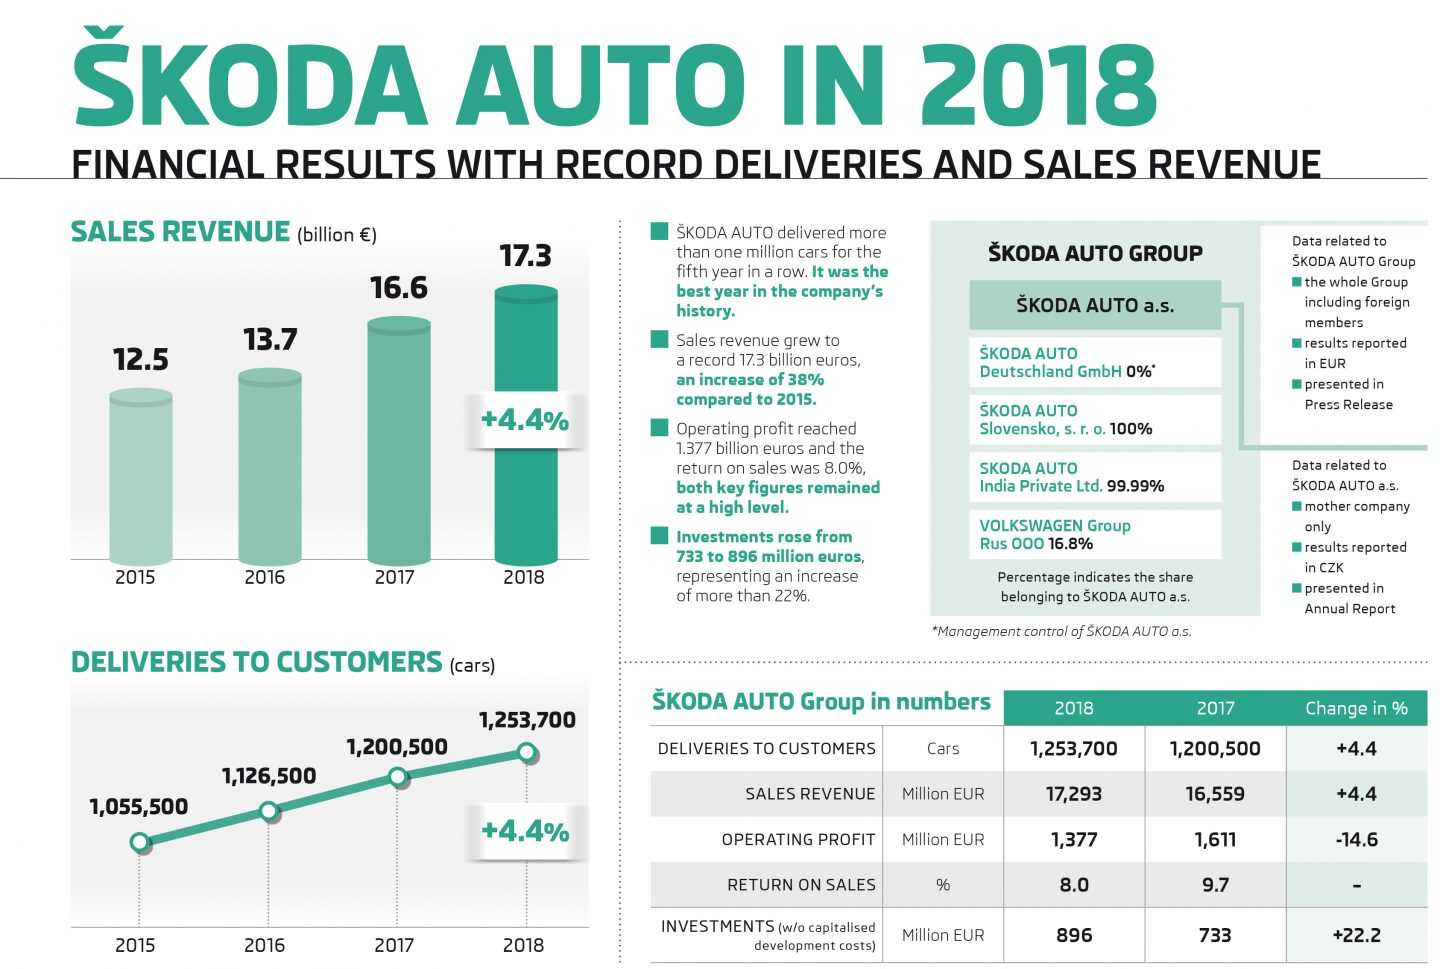 ŠKODA AUTO IN 2018
FINANCIAL RESULTS WITH RECORD DELIVERIES AND SALES REVENUE
SALES REVENUE (billion €)
12.5
13.7
16.6
17.3
+4.4%
2015 2016 2017 2018
DELIVERIES TO CUSTOMERS (cars)
1,055,500
1,126,500
1,200,500
1,253,700
+4.4%
2015 2016 2017 2018
ŠKODA AUTO delivered more
than one million cars for the
fifth year in a row. It was the
best year in the company's
history.
Sales revenue grew to
a record 17.3 billion euros,
an increase of 38%
compared to 2015.
Operating profit reached
1.377 billion euros and the
return on sales was 8.0%,
both key figures remained
at a high level.
Investments rose from
733 to 896 million euros,
representing an increase
of more than 22%.
ŠKODA AUTO GROUP
ŠKODA AUTO a.s.
ŠKODA AUTO
Deutschland GmbH 0%*
ŠKODA AUTO
Slovensko, s. r. o. 100%
SKODA AUTO
India Private Ltd. 99.99%
VOLKSWAGEN Group
Rus OOO 16.8%
Percentage indicates the share
belonging to ŠKODA AUTO a.s.
*Management control of ŠKODA AUTO a.s.
Data related to
ŠKODA AUTO Group
the whole Group
including foreign
members
results reported
in EUR
presented in
Press Release
Data related to
ŠKODA AUTO a.s.
mother company
only
results reported
in CZK
presented in
Annual Report
ŠKODA AUTO Group in numbers 2018 2017 Change in %
DELIVERIES TO CUSTOMERS Cars 1,253,700 1,200,500 +4.4
SALES REVENUE Million EUR 17,293 16,559 +4.4
OPERATING PROFIT Million EUR 1,377 1,611 -14.6
RETURN ON SALES % 8.0 9.7 –
INVESTMENTS (w/o capitalised
development costs) Million EUR 896 733 +22.2